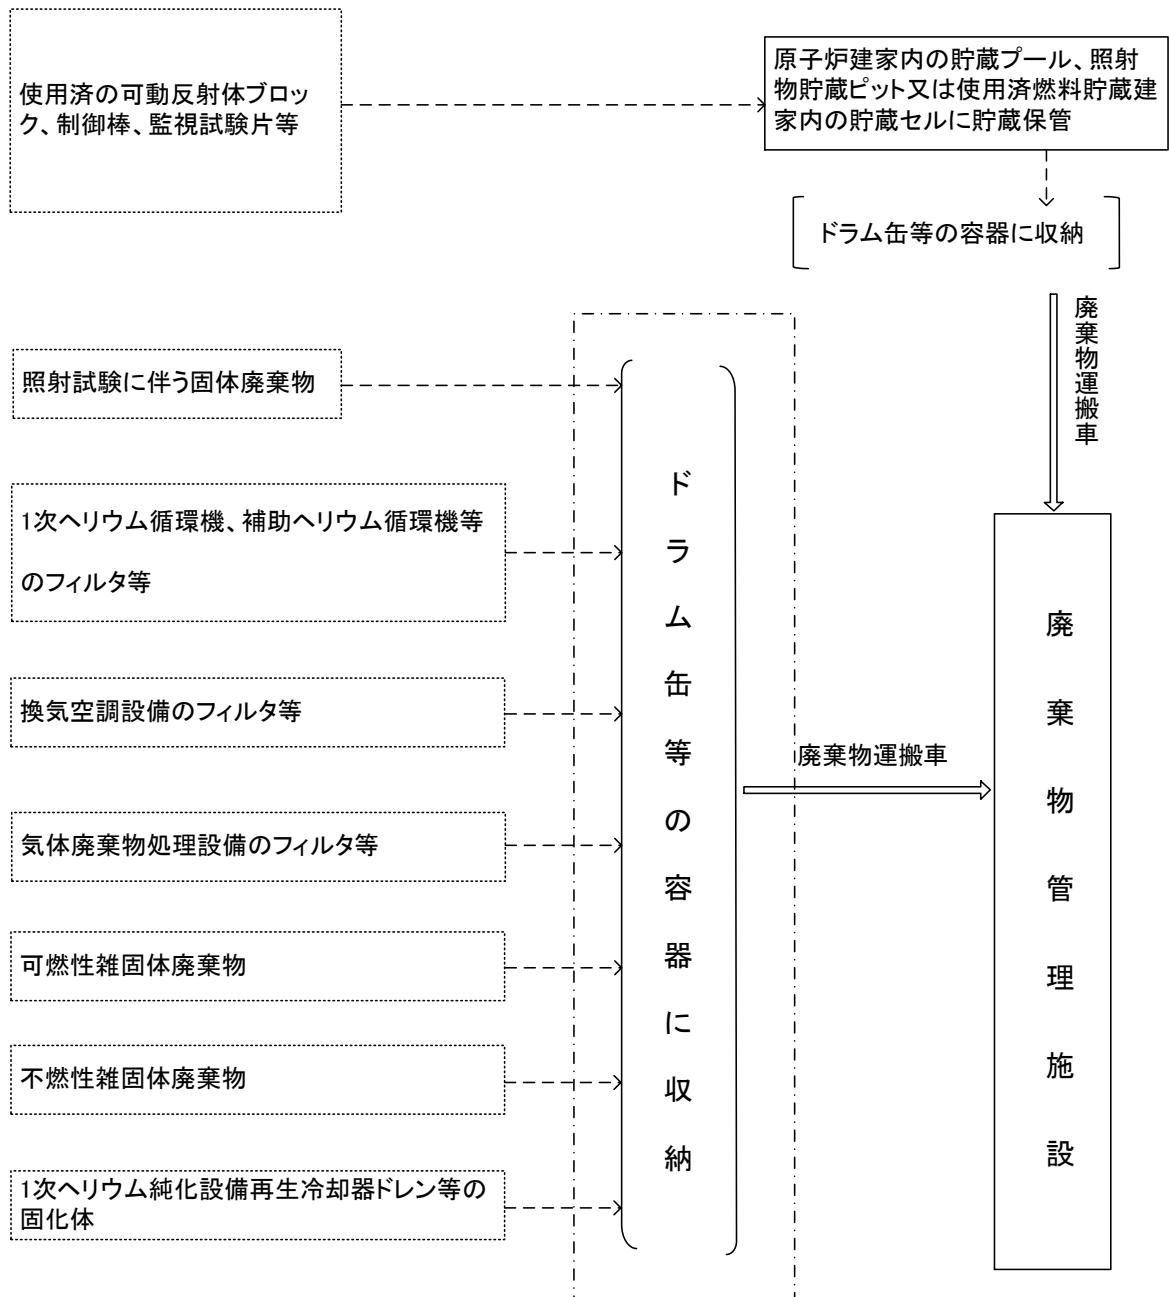 使用済の可動反射体ブロッ
ク、制御棒、監視試験片等
原子炉建家内の貯蔵プール、照射
物貯蔵ピット又は使用済燃料貯蔵建
家内の貯蔵セルに貯蔵保管
ドラム缶等の容器に収納
廃棄物運搬車
照射試験に伴う固体廃棄物
1次ヘリウム循環機、補助ヘリウム循環機等
のフィルタ等
換気空調設備のフィルタ等
気体廃棄物処理設備のフィルタ等
可燃性雑固体廃棄物
不燃性雑固体廃棄物
1次ヘリウム純化設備再生冷却器ドレン等の
固化体
ドラム缶等の容器に収納
廃棄物運搬車
廃棄物管理施設